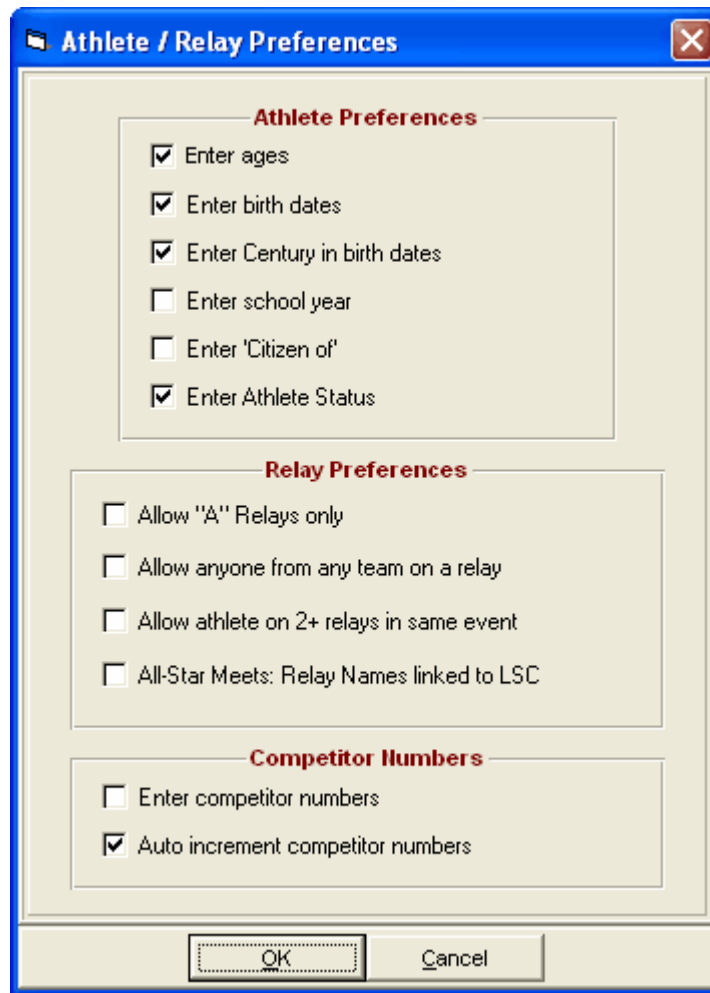 Athlete / Relay Preferences
Athlete Preferences
Enter ages
Enter birth dates
Enter Century in birth dates
Enter school year
Enter 'Citizen of'
Enter Athlete Status
Relay Preferences
Allow "A" Relays only
Allow anyone from any team on a relay
Allow athlete on 2+ relays in same event
All-Star Meets: Relay Names linked to LSC
Competitor Numbers
Enter competitor numbers
Auto increment competitor numbers
OK Cancel